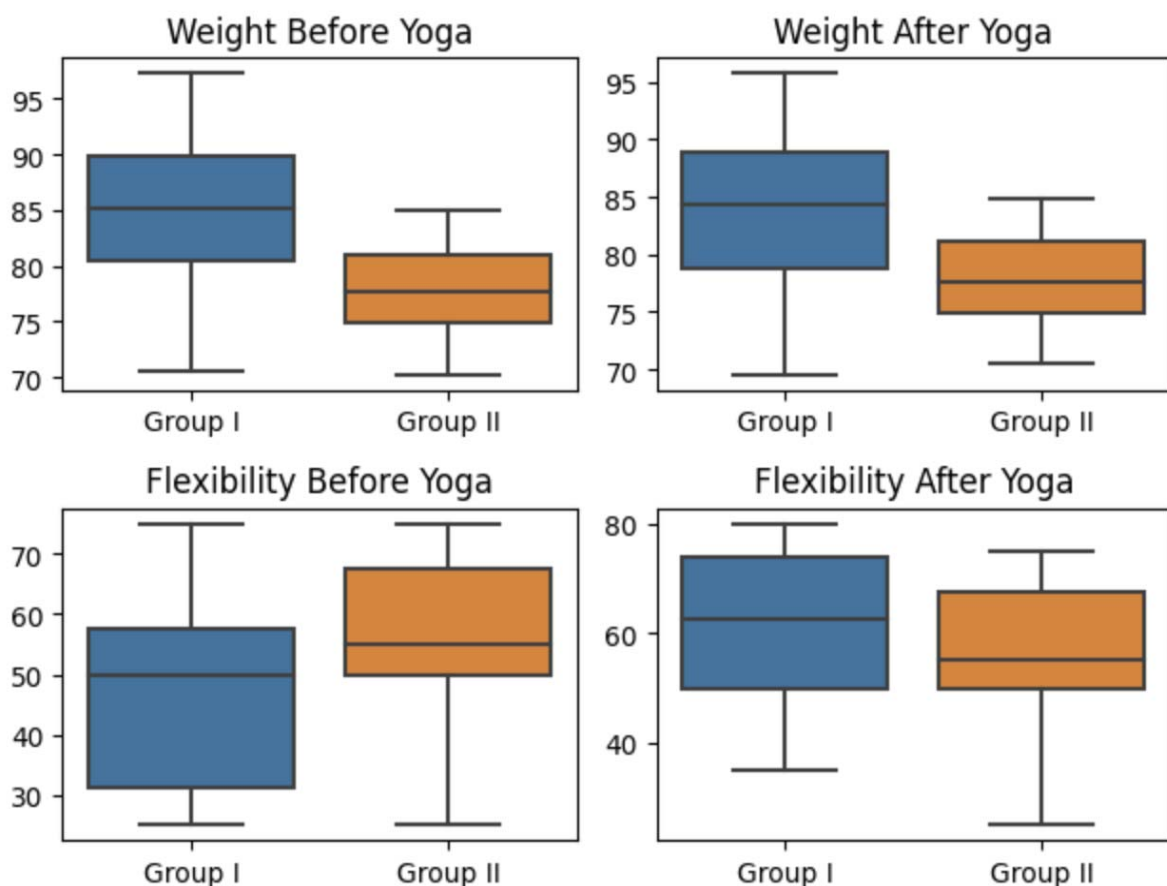 Weight Before Yoga
95
90
85
80
75
70
Group I Group II
Weight After Yoga
95
90
85
80
75
70
Group I Group II
Flexibility Before Yoga
70
60
50
40
30
Group I Group II
Flexibility After Yoga
80
60
40
Group I Group II